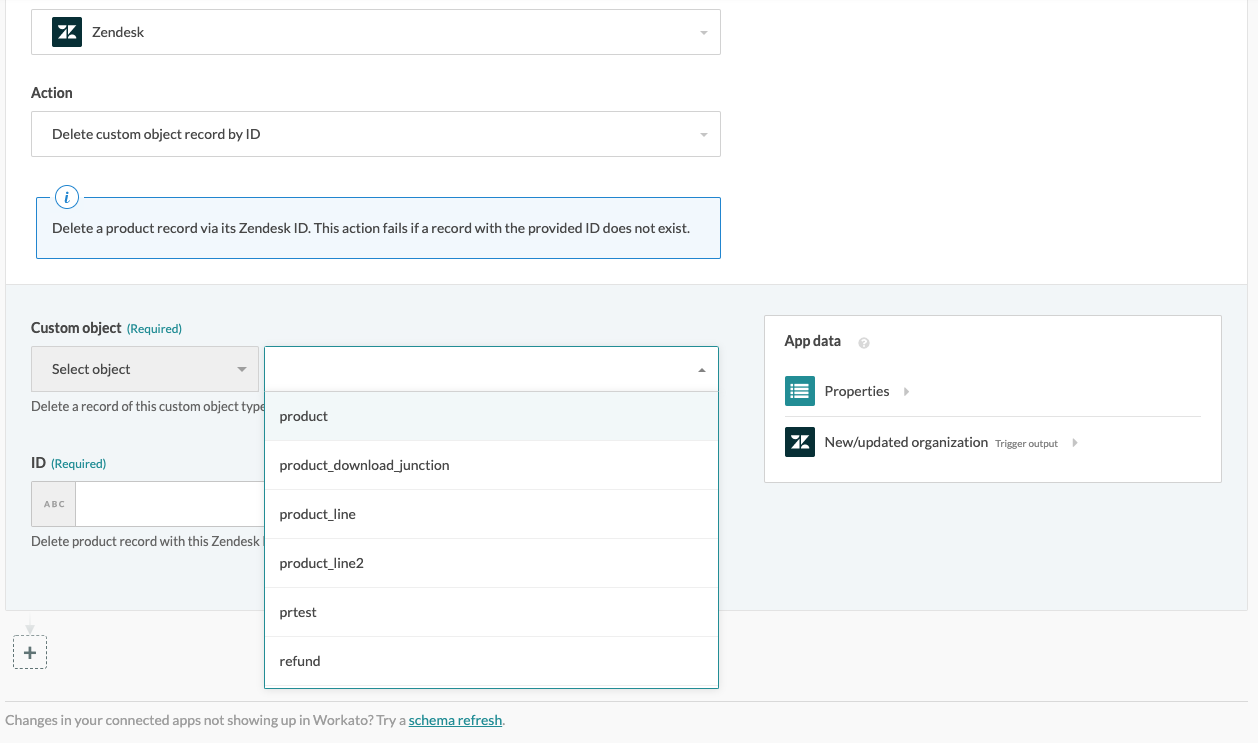 Zendesk
Action
Delete custom object record by ID
i
Delete a product record via its Zendesk ID. This action fails if a record with the provided ID does not exist.
Custom object (Required)
Select object
Delete a record of this custom object type
product
product_download_junction
product_line
product_line2
prtest
refund
ID (Required)
ABC
Delete product record with this Zendesk
App data ?
Properties
New/updated organization Trigger output
+
Changes in your connected apps not showing up in Workato? Try a schema refresh.